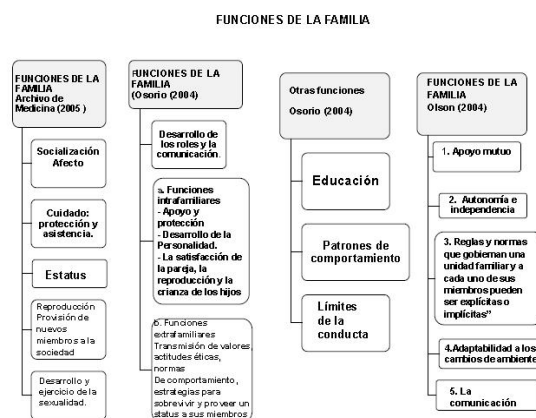 FUNCIONES DE LA FAMILIA
FUNCIONES DE LA
FAMILIA
Archivo de
Medicina (2005 )
Socialización
Afecto
Cuidado:
protección y
asistencia.
Estatus
Reproducción
Provisión de
nuevos
miembros a la
sociedad
Desarrollo y
ejercicio de la
sexualidad.
FUNCIONES DE LA
FAMILIA
(Osorio (2004)
Desarrollo de
los roles y la
comunicación.
a. Funciones
intrafamiliares
- Apoyo y
protección
- Desarrollo de la
Personalidad.
- La satisfacción de
la pareja, la
reproducción y la
crianza de los hijos
b. Funciones
extrafamiliares
Transmisión de valores,
actitudes éticas,
normas
De comportamiento ,
estrategias para
sobrevivir y proveer un
status a sus miembros
Otras funciones
Osorio (2004)
Educación
Patrones de
comportamiento
Límites
de la
conducta
FUNCIONES DE LA
FAMILIA
Olson (2004)
1. Apoyo mutuo
2. Autonomía e
independencia
3. Reglas y normas
que gobiernan una
unidad familiar y a
cada uno de sus
miembros pueden
ser explícitas o
implícitas”
4.Adaptabilidad a los
cambios de ambiente
5. La
comunicación